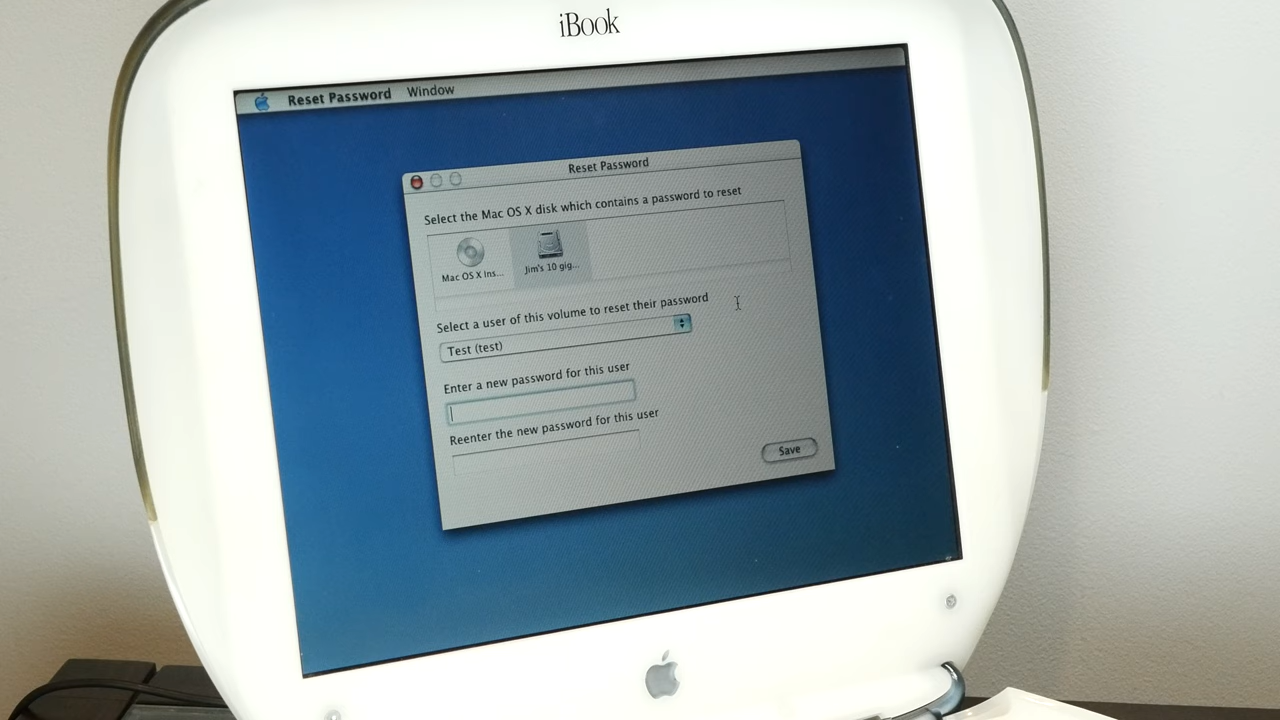 iBook
Reset Password Window
Reset Password
Select the Mac OS X disk which contains a password to reset
Mac OS X Ins... Jim's 10 gig...
Select a user of this volume to reset their password
Test (test)
Enter a new password for this user
Reenter the new password for this user
Save